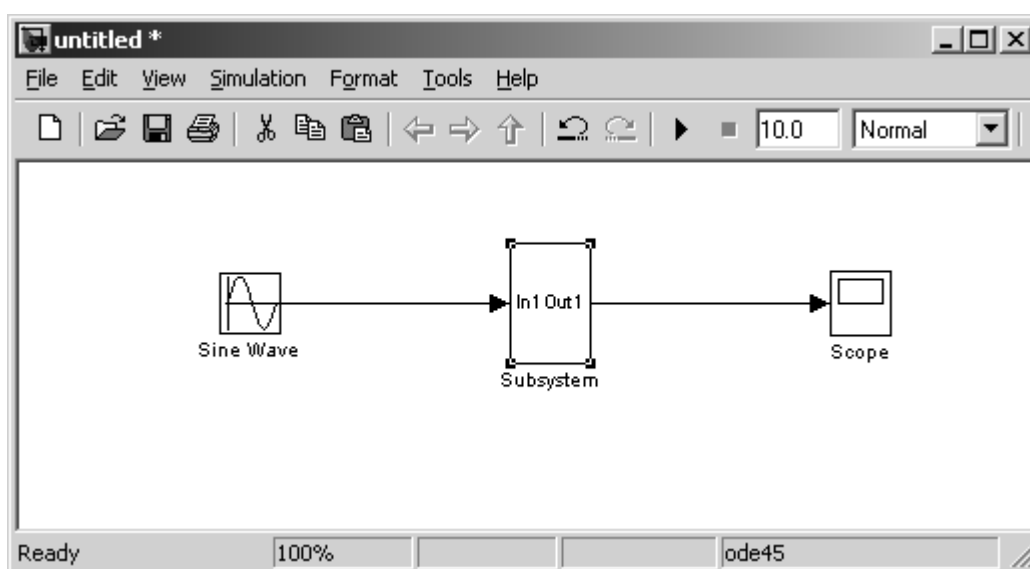 untitled *
File Edit View Simulation Format Tools Help
10.0 Normal
In1 Out1
Sine Wave
Scope
Subsystem
Ready 100% ode45